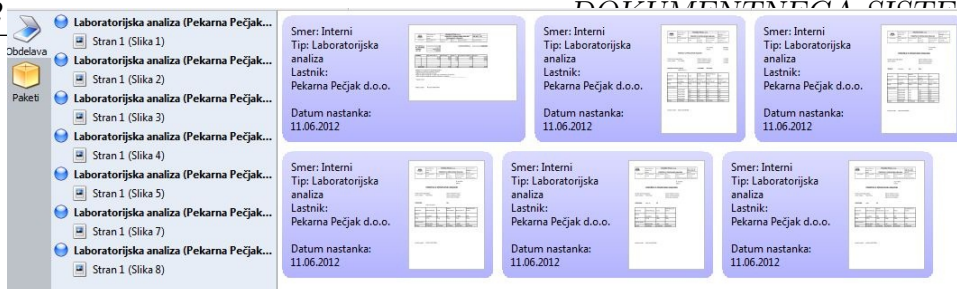 DOKUMENTNEGA SISTE
Obdelava
Paketi
Laboratorijska analiza (Pekarna Pečjak...
Stran 1 (Slika 1)
Laboratorijska analiza (Pekarna Pečjak...
Stran 1 (Slika 2)
Laboratorijska analiza (Pekarna Pečjak...
Stran 1 (Slika 3)
Laboratorijska analiza (Pekarna Pečjak...
Stran 1 (Slika 4)
Laboratorijska analiza (Pekarna Pečjak...
Stran 1 (Slika 5)
Laboratorijska analiza (Pekarna Pečjak...
Stran 1 (Slika 7)
Laboratorijska analiza (Pekarna Pečjak...
Stran 1 (Slika 8)
Smer: Interni
Tip: Laboratorijska
analiza
Lastnik:
Pekarna Pečjak d.o.o.
Datum nastanka:
11.06.2012
Smer: Interni
Tip: Laboratorijska
analiza
Lastnik:
Pekarna Pečjak d.o.o.
Datum nastanka:
11.06.2012
Smer: Interni
Tip: Laboratorijska
analiza
Lastnik:
Pekarna Pečjak d.o.o.
Datum nastanka:
11.06.2012
Smer: Interni
Tip: Laboratorijska
analiza
Lastnik:
Pekarna Pečjak d.o.o.
Datum nastanka:
11.06.2012
Smer: Interni
Tip: Laboratorijska
analiza
Lastnik:
Pekarna Pečjak d.o.o.
Datum nastanka:
11.06.2012
Smer: Interni
Tip: Laboratorijska
analiza
Lastnik:
Pekarna Pečjak d.o.o.
Datum nastanka:
11.06.2012